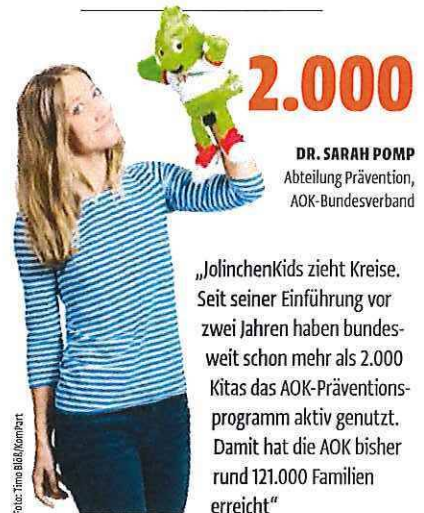 2.000
DR. SARAH POMP
Abteilung Prävention,
AOK-Bundesverband
„JolinchenKids zieht Kreise.
Seit seiner Einführung vor
zwei Jahren haben bundes-
weit schon mehr als 2.000
Kitas das AOK-Präventions-
programm aktiv genutzt.
Damit hat die AOK bisher
rund 121.000 Familien
erreicht“
Foto: Timo Blöß/KomPart